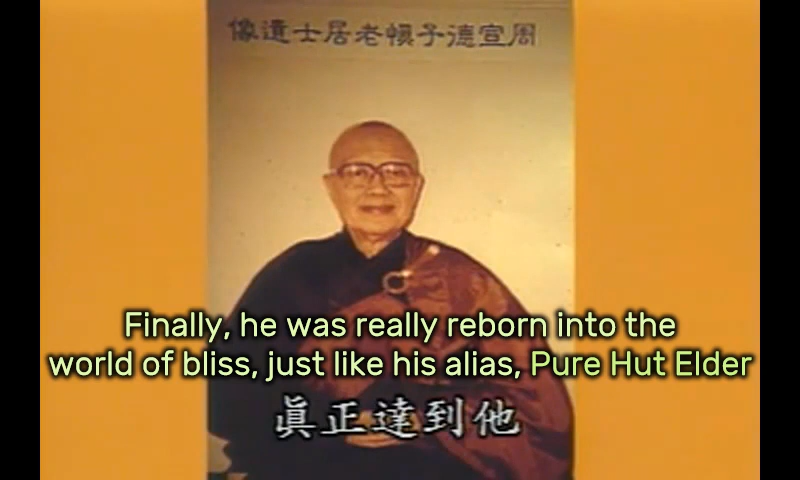 周宣德子愼老居士遺像
Finally, he was really reborn into the
world of bliss, just like his alias, Pure Hut Elder
眞正達到他